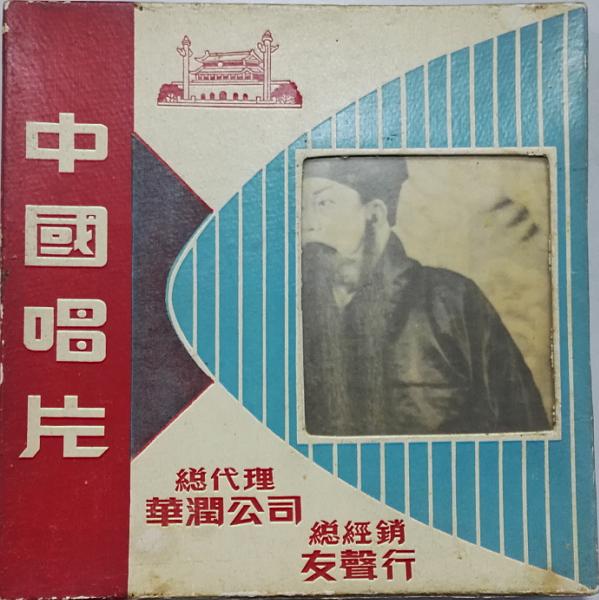 中國唱片
總代理
華潤公司
總經銷
友聲行